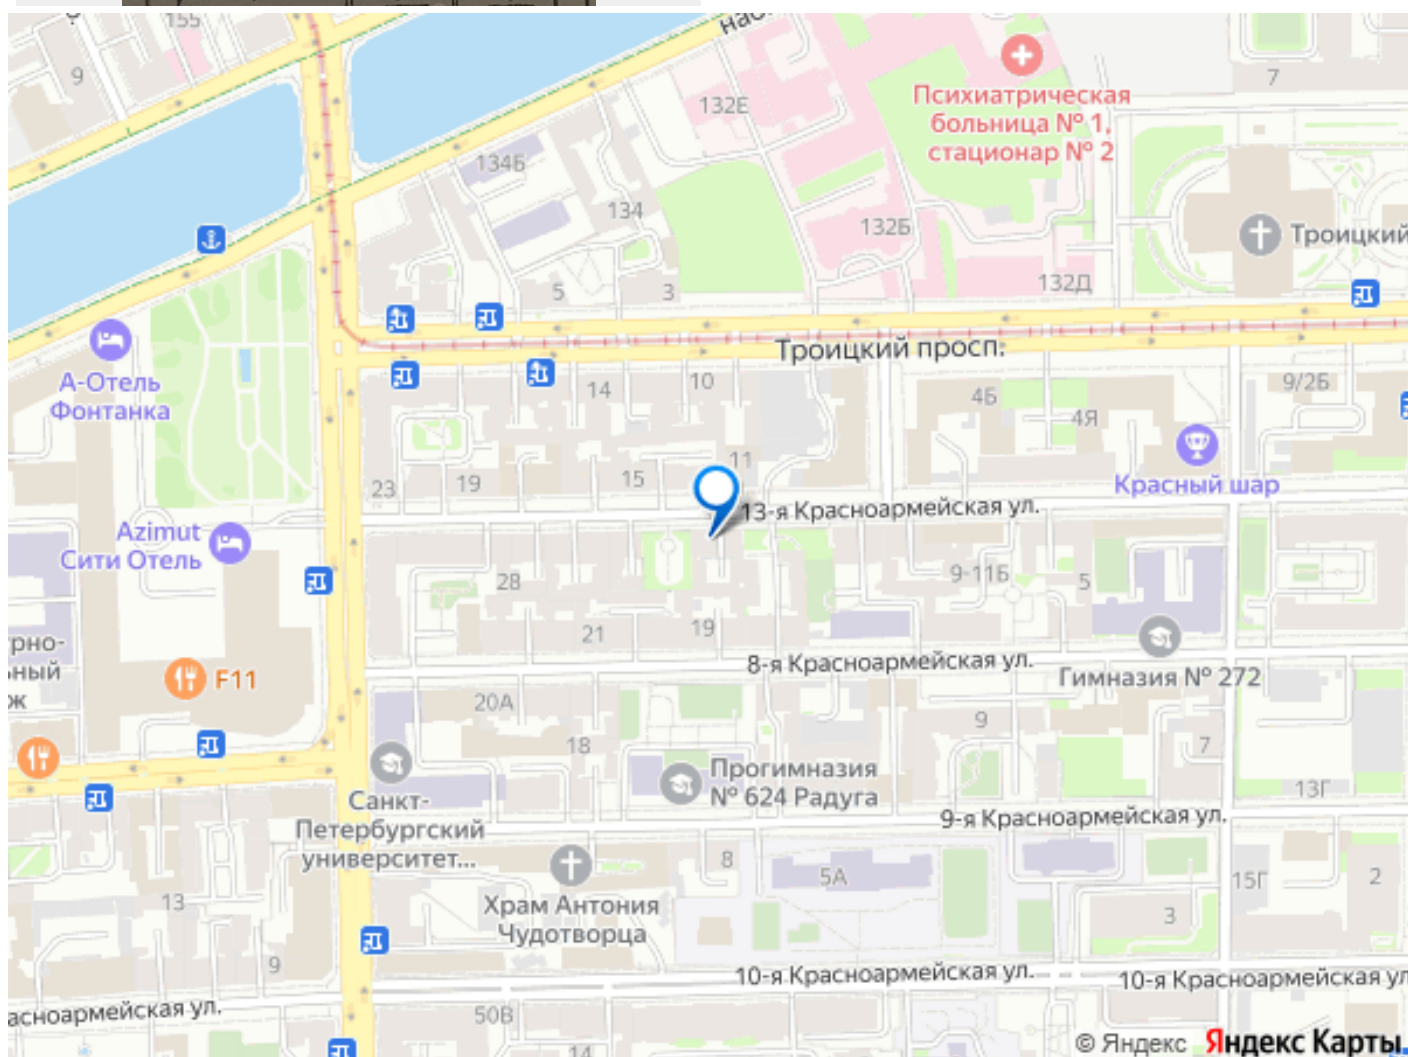 155
наб
9
132Е
7
Психиатрическая
больница № 1,
стационар № 2
134Б
134
132Б
Троицкий
132Д
5
3
Троицкий просп.
А-Отель
Фонтанка
14
10
4Б
9/2Б
4Я
11
Красный шар
23
19
15
13-я Красноармейская ул.
Azimut
Сити Отель
28
9-11Б
5
21
19
8-я Красноармейская ул.
Гимназия № 272
рно-
ьный
ж
F11
20А
9
18
7
Прогимназия
№ 624 Радуга
13Г
Санкт-
Петербургский
университет...
9-я Красноармейская ул.
8
5А
15Г
2
Храм Антония
Чудотворца
13
3
9
10-я Красноармейская ул.
10-я Красноармейская ул
асноармейская ул.
50В
14
© Яндекс Яндекс Карты